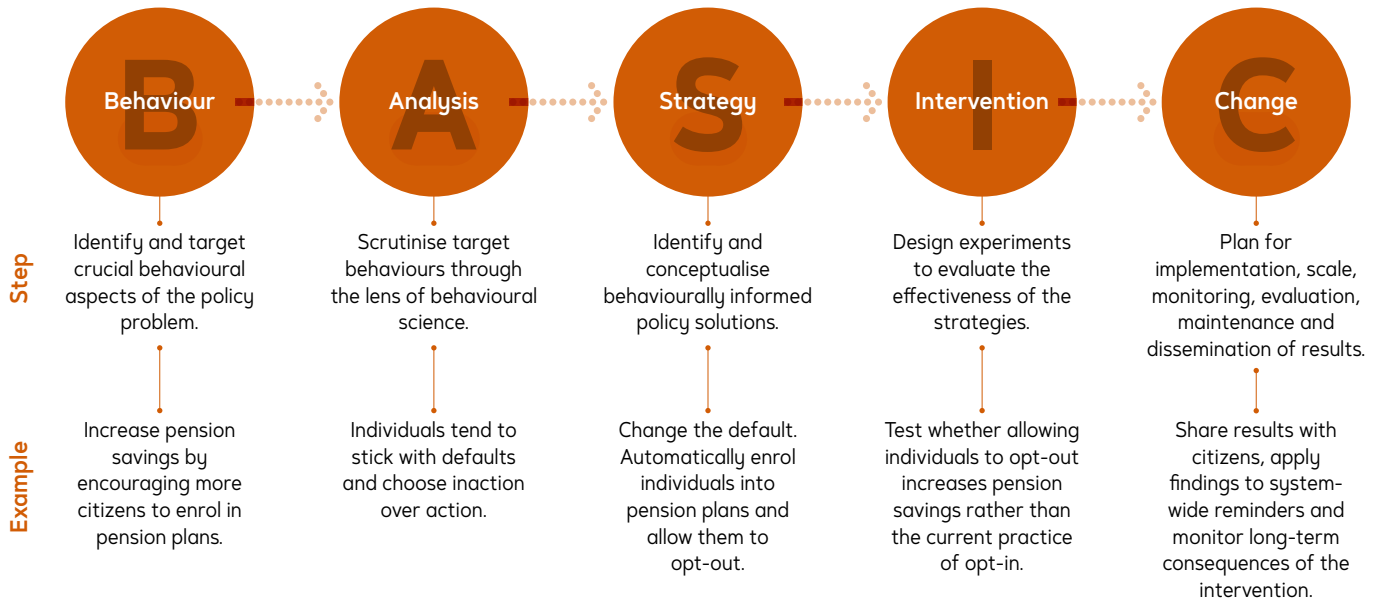 B
Behaviour
A
Analysis
S
Strategy
I
Intervention
C
Change
Step
Identify and target
crucial behavioural
aspects of the policy
problem.
Scrutinise target
behaviours through
the lens of behavioural
science.
Identify and
conceptualise
behaviourally informed
policy solutions.
Design experiments
to evaluate the
effectiveness of the
strategies.
Plan for
implementation, scale,
monitoring, evaluation,
maintenance and
dissemination of results.
Example
Increase pension
savings by
encouraging more
citizens to enrol in
pension plans.
Individuals tend to
stick with defaults
and choose inaction
over action.
Change the default.
Automatically enrol
individuals into
pension plans and
allow them to
opt-out.
Test whether allowing
individuals to opt-out
increases pension
savings rather than
the current practice
of opt-in.
Share results with
citizens, apply
findings to system-
wide reminders and
monitor long-term
consequences of the
intervention.